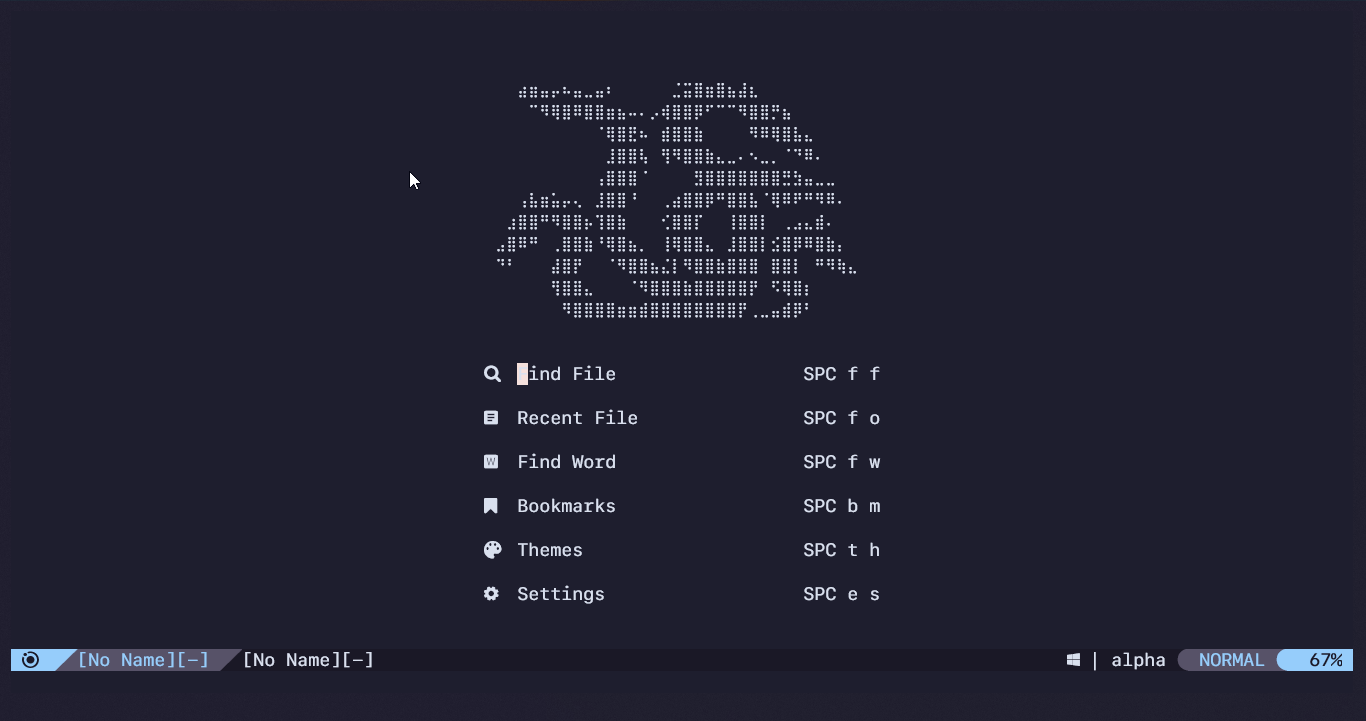 Find File SPC f f
Recent File SPC f o
Find Word SPC f w
Bookmarks SPC b m
Themes SPC t h
Settings SPC e s
[No Name][-] [No Name][-] | alpha NORMAL 67%